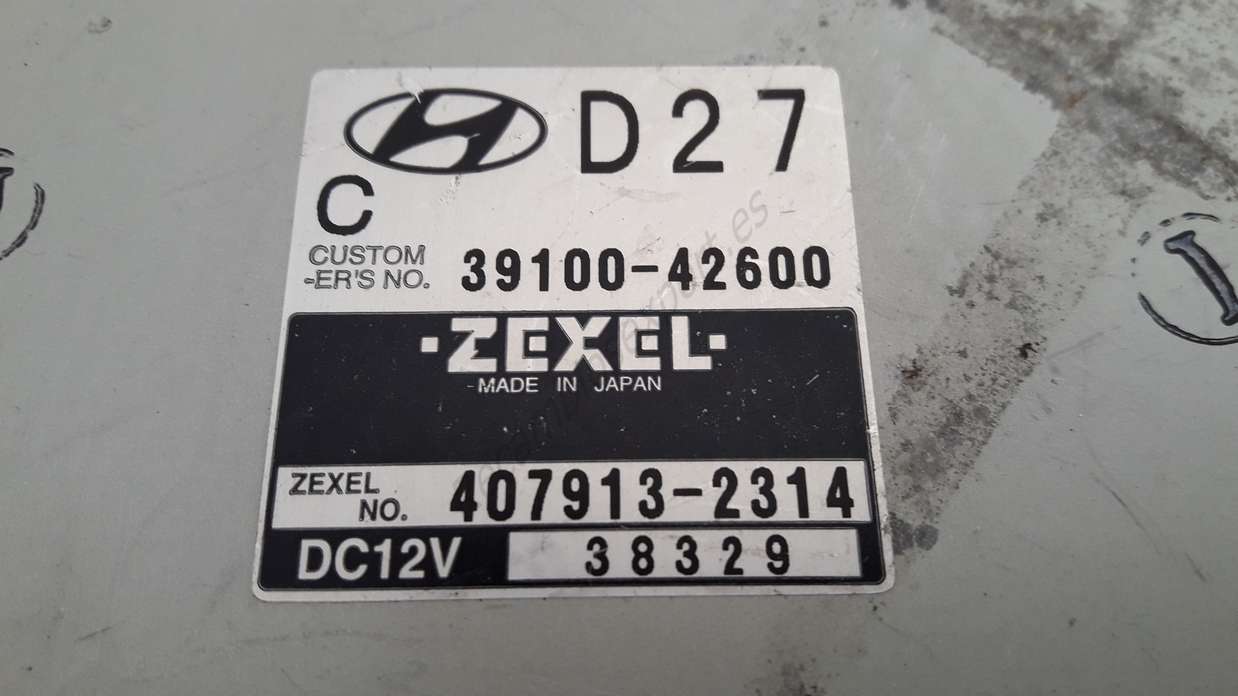 D27
C
CUSTOM
-ER'S NO. 39100-42600
·ZEXEL·
MADE IN JAPAN
ZEXEL
NO. 407913-2314
DC12V 38329